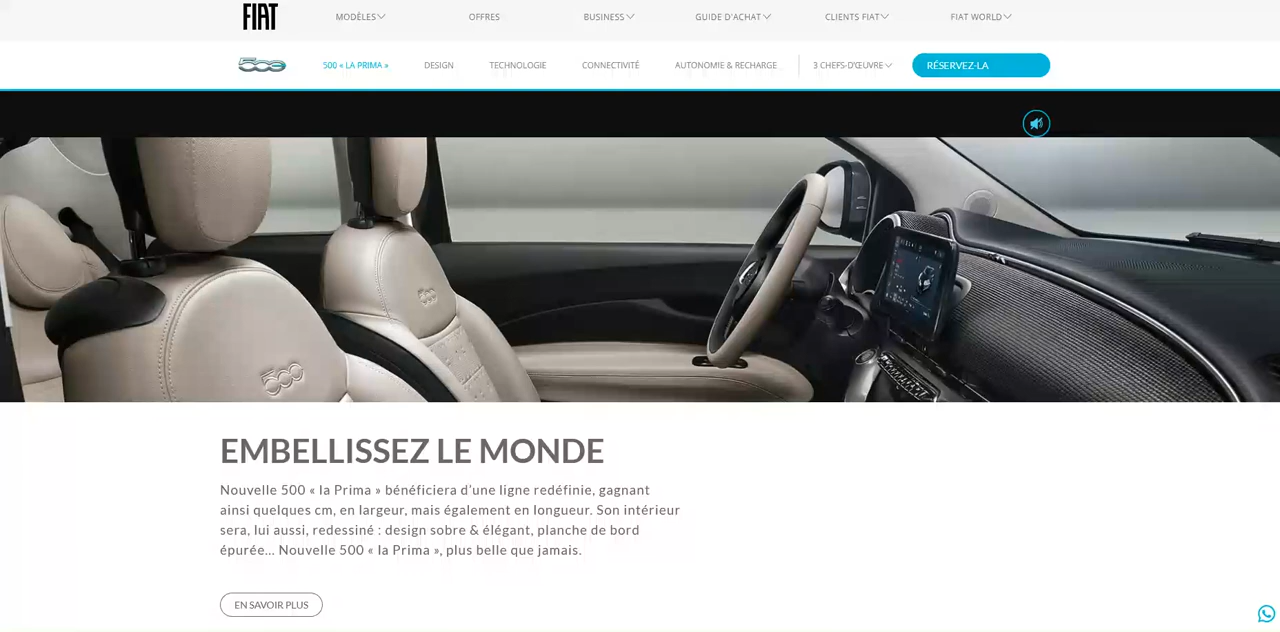 FIAT
MODÈLES
OFFRES
BUSINESS
GUIDE D'ACHAT
CLIENTS FIAT
FIAT WORLD
500
500 « LA PRIMA »
DESIGN
TECHNOLOGIE
CONNECTIVITÉ
AUTONOMIE & RECHARGE
3 CHEFS-D'ŒUVRE
RÉSERVEZ-LA
500
500
EMBELLISSEZ LE MONDE
Nouvelle 500 « la Prima » bénéficiera d'une ligne redéfinie, gagnant
ainsi quelques cm, en largeur, mais également en longueur. Son intérieur
sera, lui aussi, redessiné : design sobre & élégant, planche de bord
épurée... Nouvelle 500 « la Prima », plus belle que jamais.
EN SAVOIR PLUS